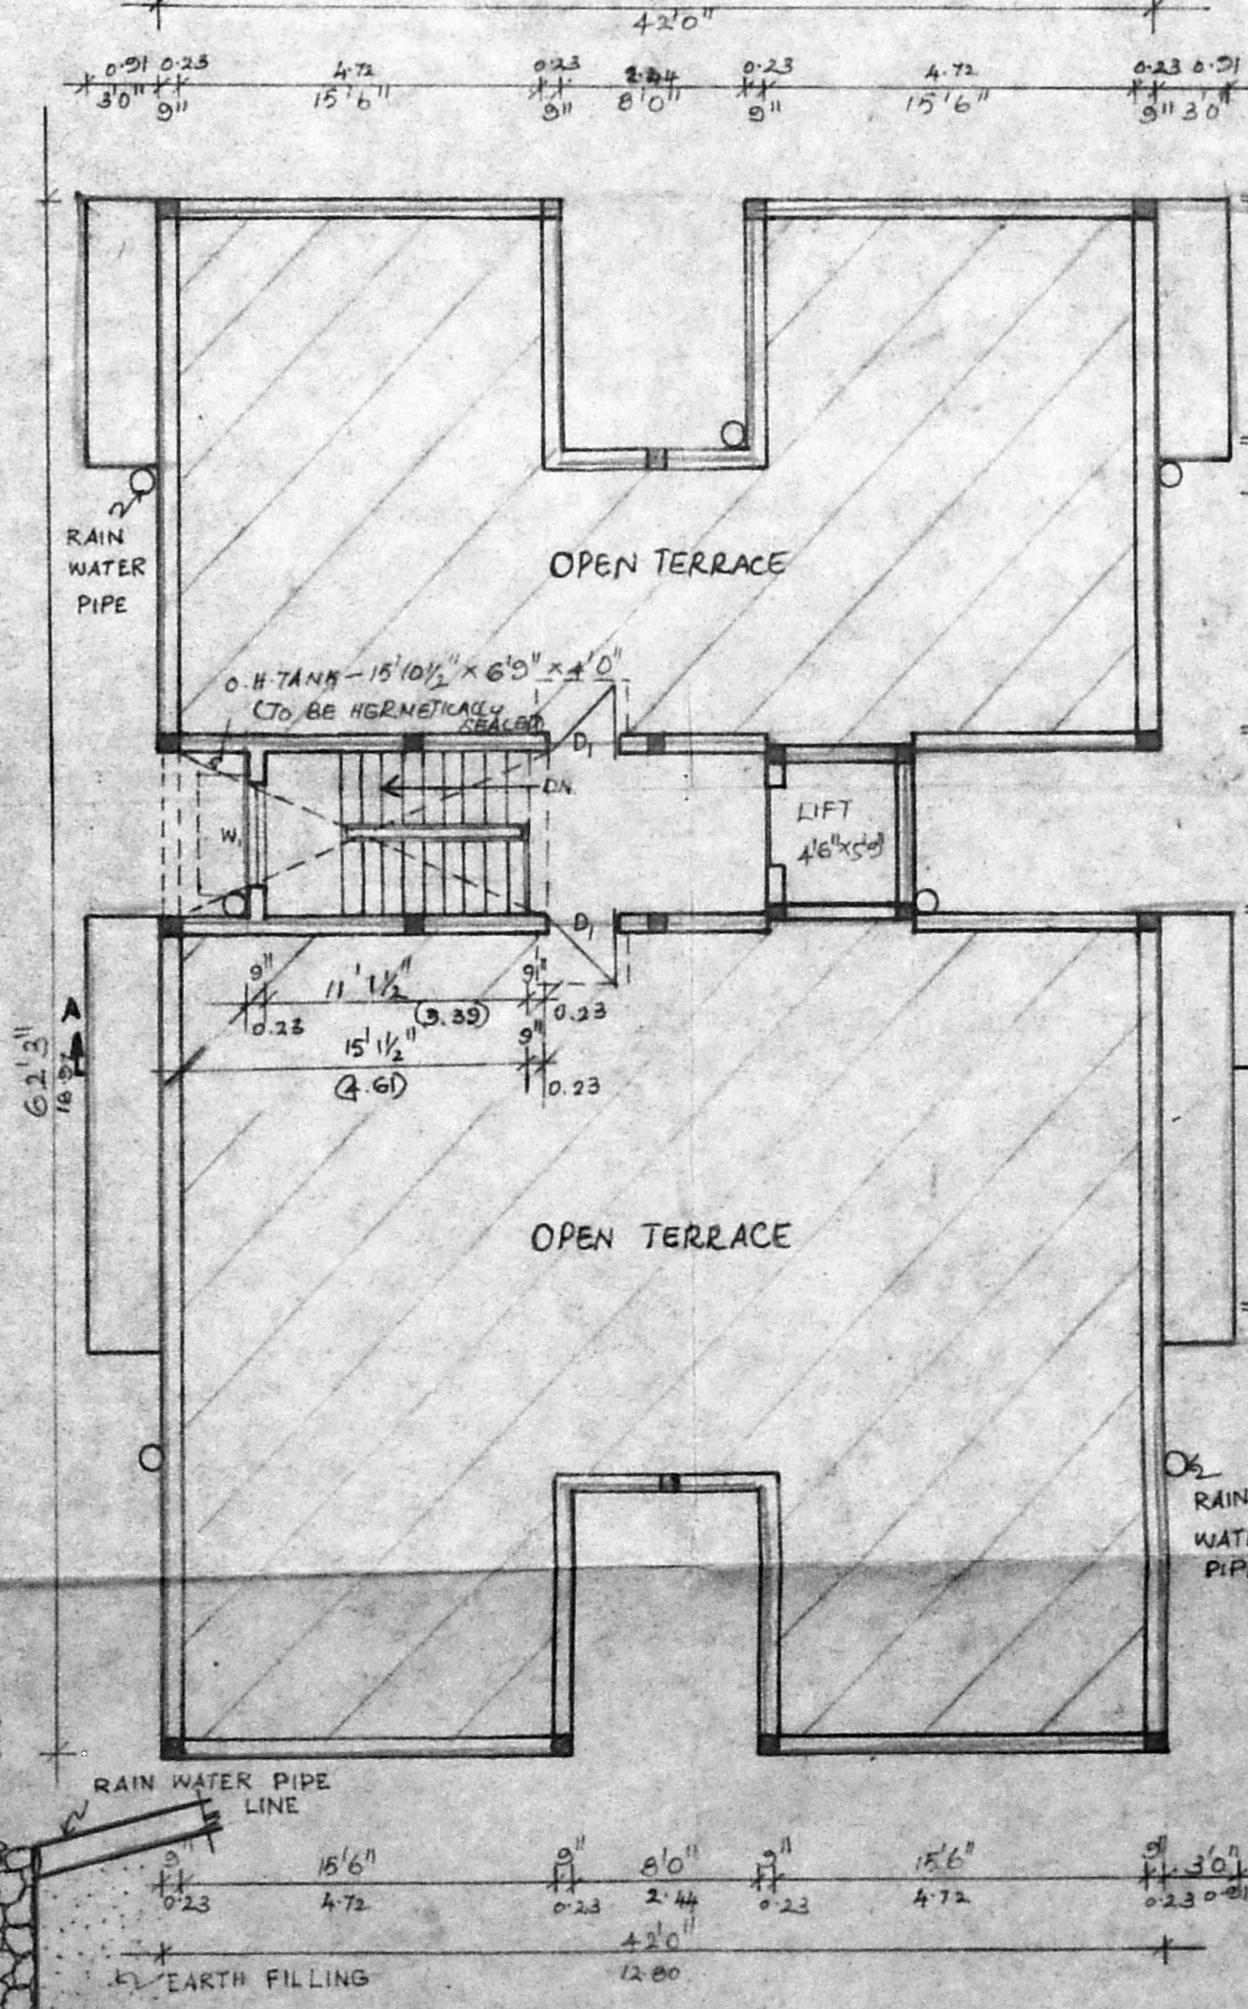 42'0"
0.91 0.23 4.72 0.23 2.44 0.23 4.72 0.23 0.91
3'0" 9" 15'6" 9" 8'0" 9" 15'6" 9" 3'0"
RAIN
WATER
PIPE
OPEN TERRACE
O.H.TANK - 15'10½" × 6'9" × 4'0"
(TO BE HERMETICALLY
SEALED)
D1
DN.
W1
LIFT
4'6"×5'9"
D1
9" 11' 1½" 9"
0.23 (3.39) 0.23
15' 1½" 9"
(4.61) 0.23
A
62'3"
18.97
OPEN TERRACE
RAIN
WATE
PIPE
RAIN WATER PIPE
LINE
9" 15'6" 9" 8'0" 9" 15'6" 9" 3'0"
0.23 4.72 0.23 2.44 0.23 4.72 0.23 0.91
42'0"
12.80
EARTH FILLING